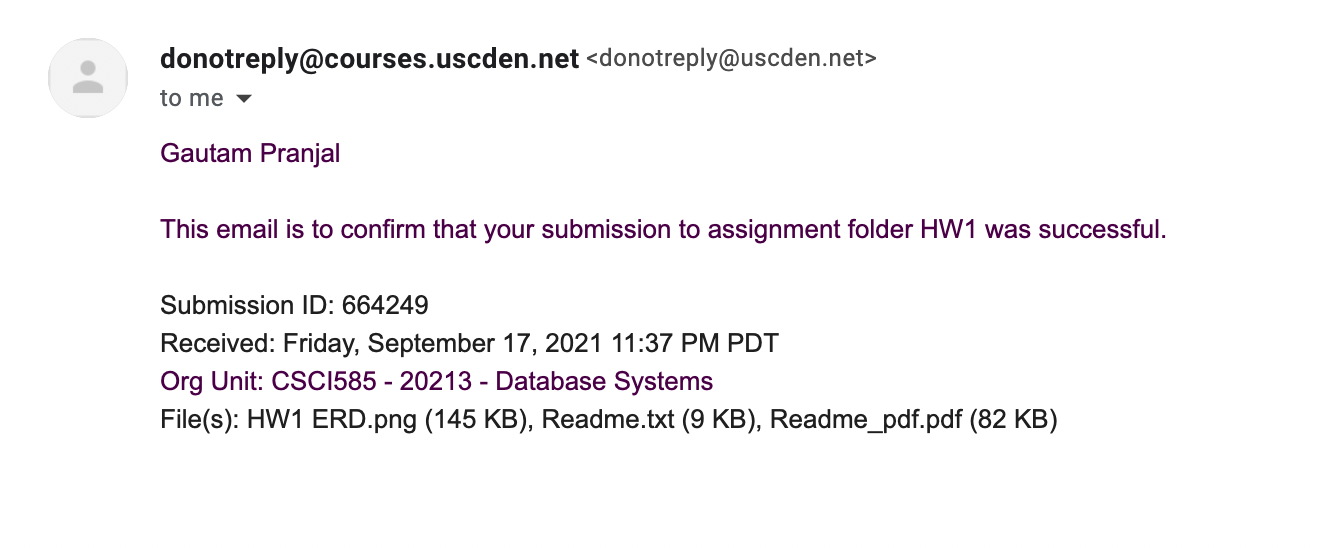 donotreply@courses.uscden.net <donotreply@uscden.net>
to me
Gautam Pranjal
This email is to confirm that your submission to assignment folder HW1 was successful.
Submission ID: 664249
Received: Friday, September 17, 2021 11:37 PM PDT
Org Unit: CSCI585 - 20213 - Database Systems
File(s): HW1 ERD.png (145 KB), Readme.txt (9 KB), Readme_pdf.pdf (82 KB)